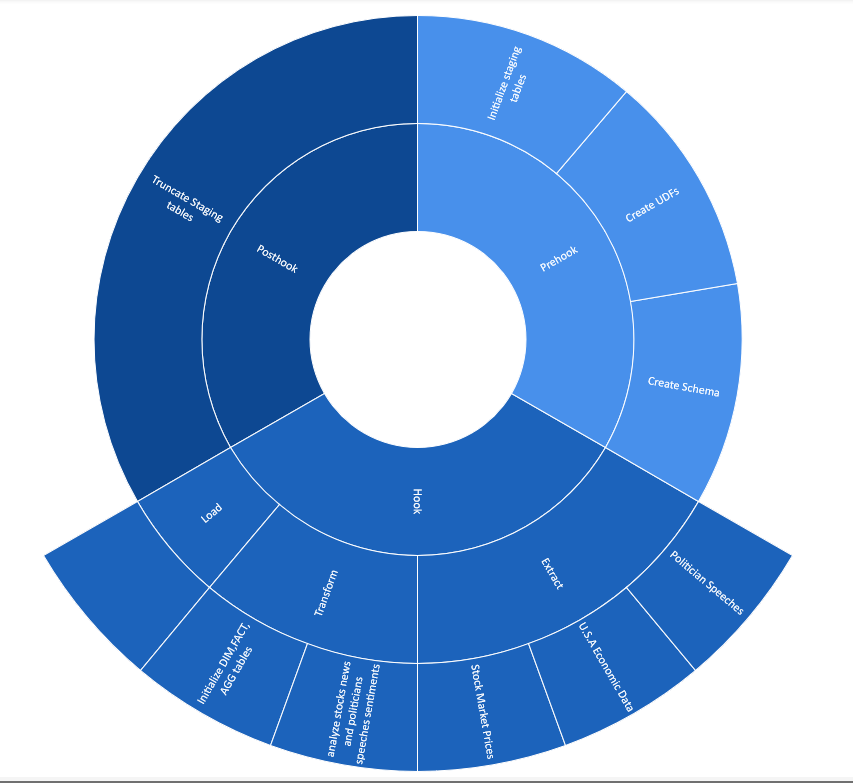 Initialize staging
tables
Create UDFs
Create Schema
Prehook
Truncate Staging
tables
Posthook
Hook
Load
Transform
Extract
Politician Speeches
U.S.A Economic Data
Stock Market Prices
analyze stocks news
and politicians
speeches sentiments
Initialize DIM,FACT,
AGG tables